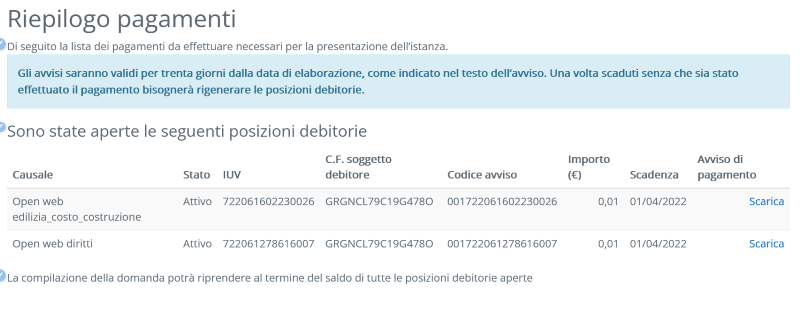 Riepilogo pagamenti
Di seguito la lista dei pagamenti da effettuare necessari per la presentazione dell'istanza.
Gli avvisi saranno validi per trenta giorni dalla data di elaborazione, come indicato nel testo dell'avviso. Una volta scaduti senza che sia stato
effettuato il pagamento bisognerà rigenerare le posizioni debitorie.
Sono state aperte le seguenti posizioni debitorie
Causale Stato IUV C.F. soggetto debitore Codice avviso Importo (€) Scadenza Avviso di pagamento
Open web edilizia_costo_costruzione Attivo 722061602230026 GRGNCL79C19G478O 001722061602230026 0,01 01/04/2022 Scarica
Open web diritti Attivo 722061278616007 GRGNCL79C19G478O 001722061278616007 0,01 01/04/2022 Scarica
La compilazione della domanda potrà riprendere al termine del saldo di tutte le posizioni debitorie aperte